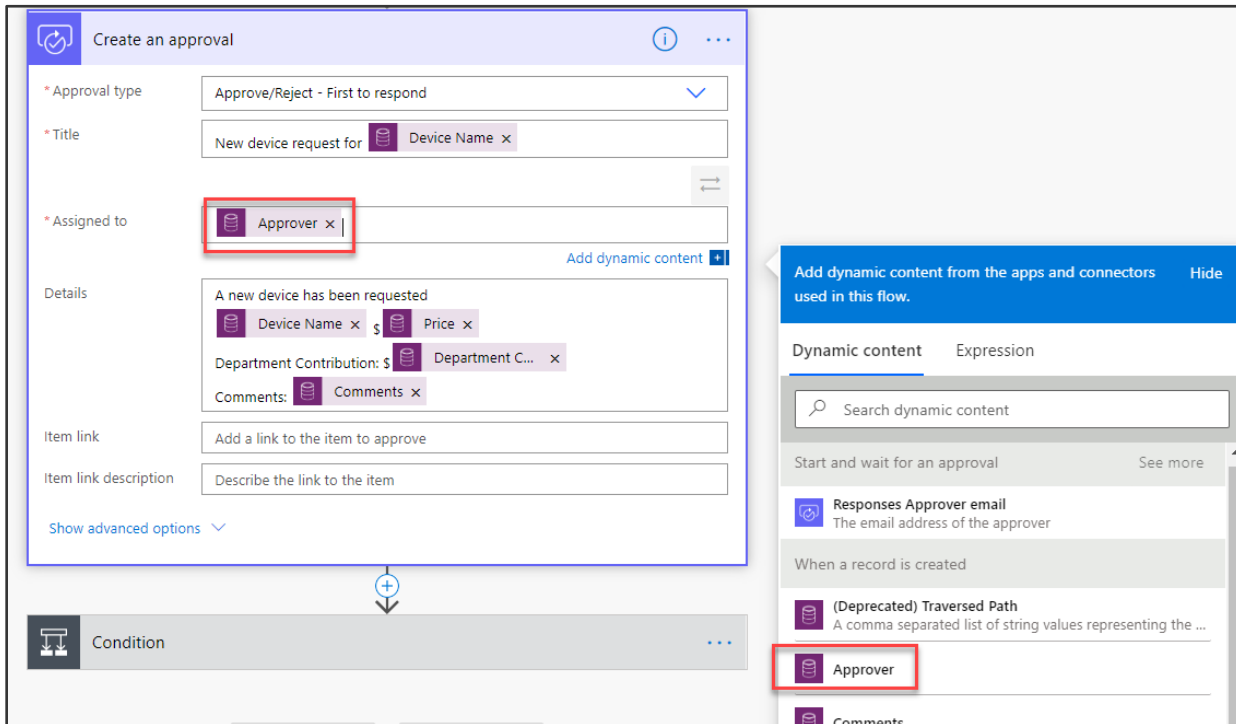 Create an approval
* Approval type
Approve/Reject - First to respond
* Title
New device request for Device Name ×
* Assigned to
Approver ×
Add dynamic content
Details
A new device has been requested
Device Name × $ Price ×
Department Contribution: $ Department C... ×
Comments: Comments ×
Item link
Add a link to the item to approve
Item link description
Describe the link to the item
Show advanced options
Condition
Add dynamic content from the apps and connectors
used in this flow.
Hide
Dynamic content
Expression
Search dynamic content
Start and wait for an approval
See more
Responses Approver email
The email address of the approver
When a record is created
(Deprecated) Traversed Path
A comma separated list of string values representing the ...
Approver
Comments